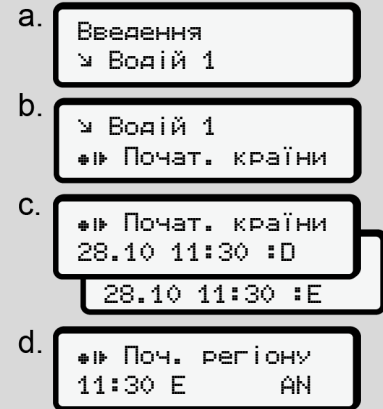 a.
Введення
↘ Водій 1
b.
↘ Водій 1
●I▶ Почат. країни
c.
●I▶ Почат. країни
28.10 11:30 :D
28.10 11:30 :E
d.
●I▶ Поч. регіону
11:30 E AN